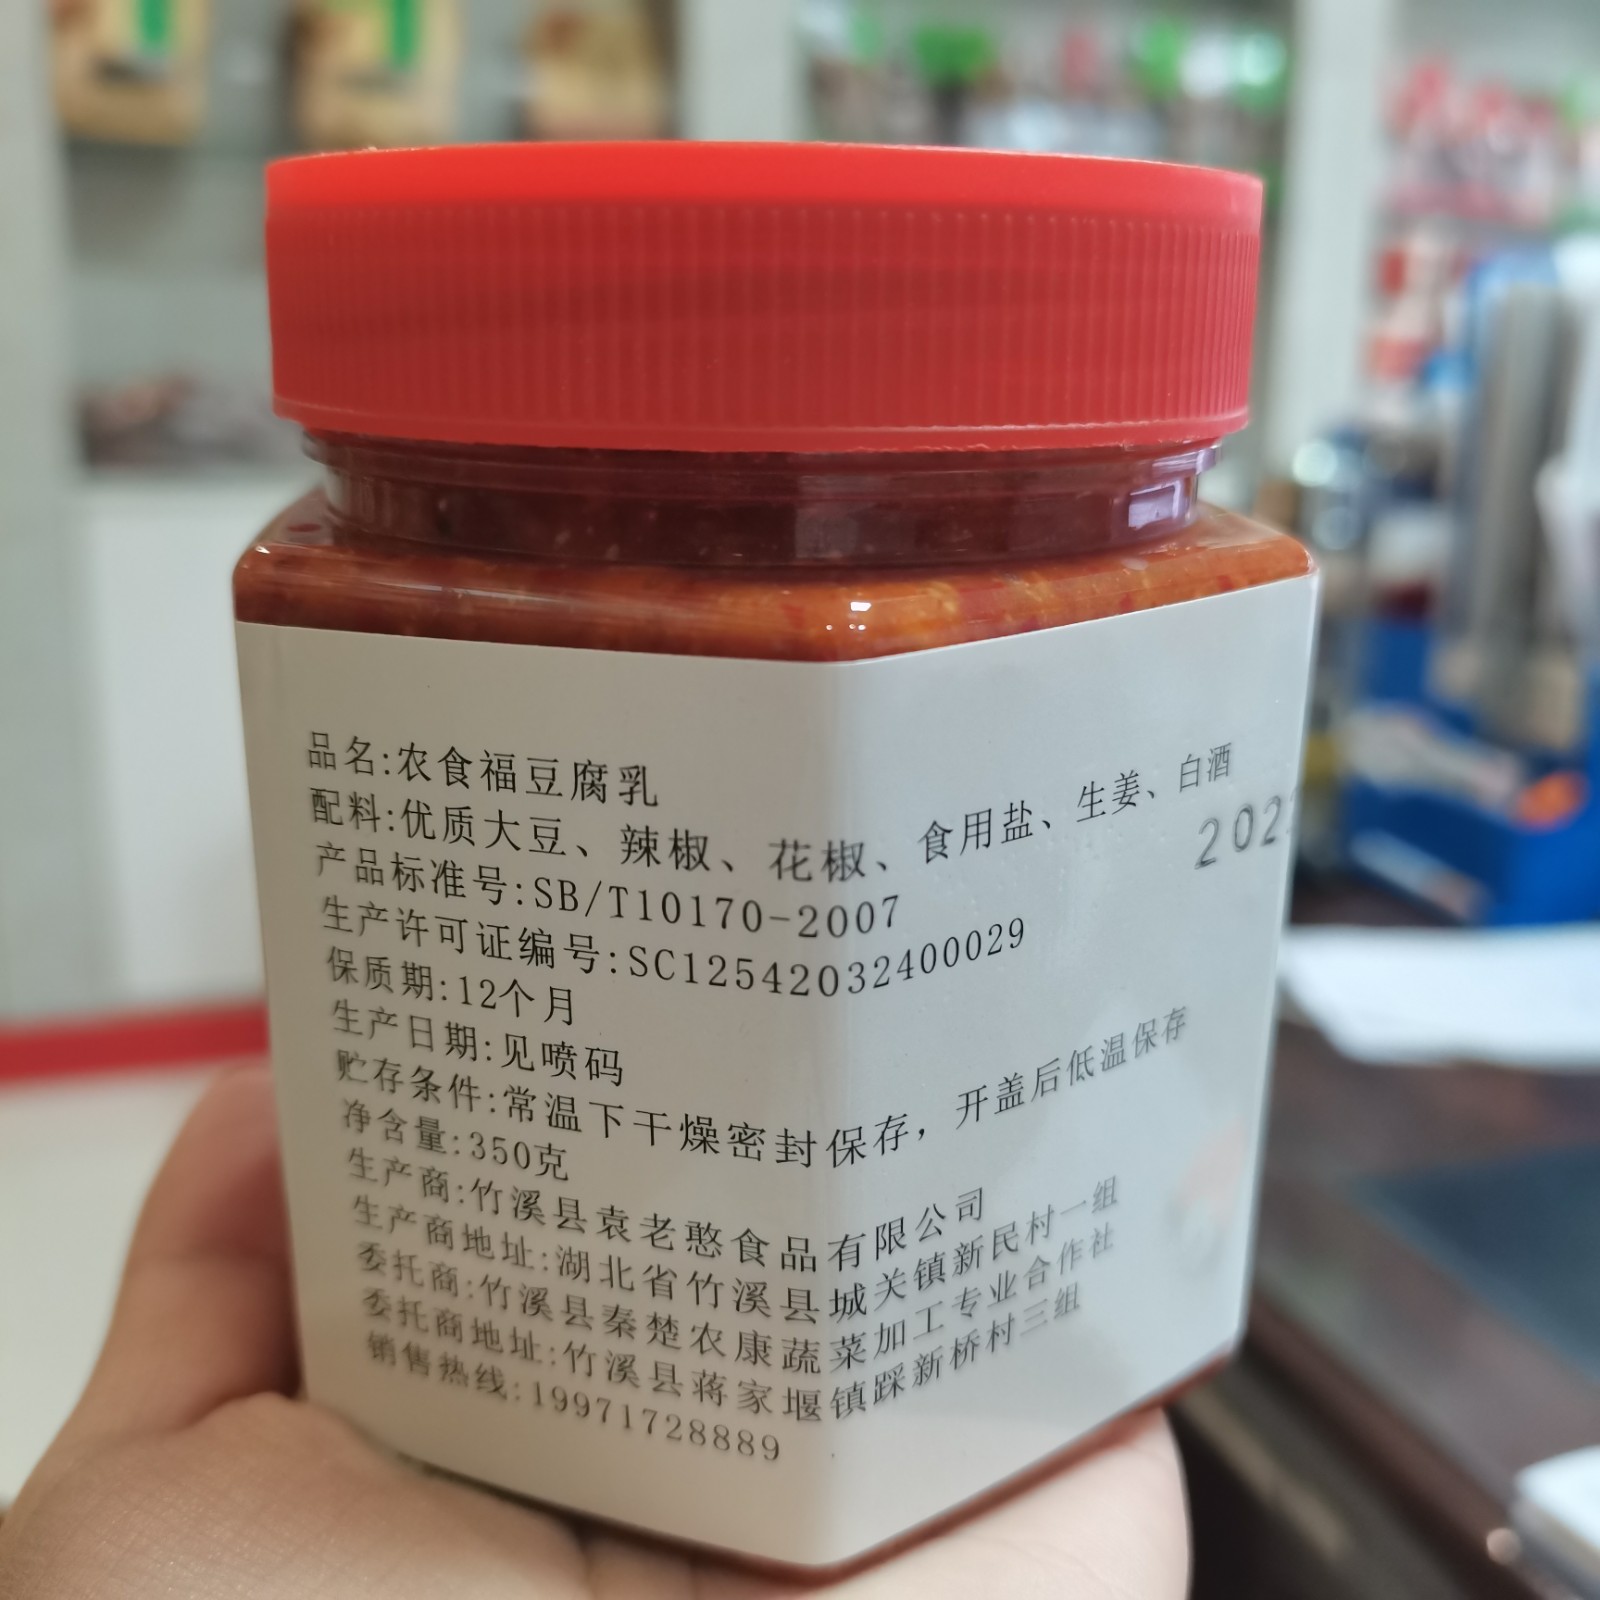 品名:农食福豆腐乳
配料:优质大豆、辣椒、花椒、食用盐、生姜、白酒
202
产品标准号:SB/T10170-2007
生产许可证编号:SC12542032400029
保质期:12个月
生产日期:见喷码
贮存条件:常温下干燥密封保存，开盖后低温保存
净含量:350克
生产商:竹溪县袁老憨食品有限公司
生产商地址:湖北省竹溪县城关镇新民村一组
委托商:竹溪县秦楚农康蔬菜加工专业合作社
委托商地址:竹溪县蒋家堰镇踩新桥村三组
销售热线:19971728889